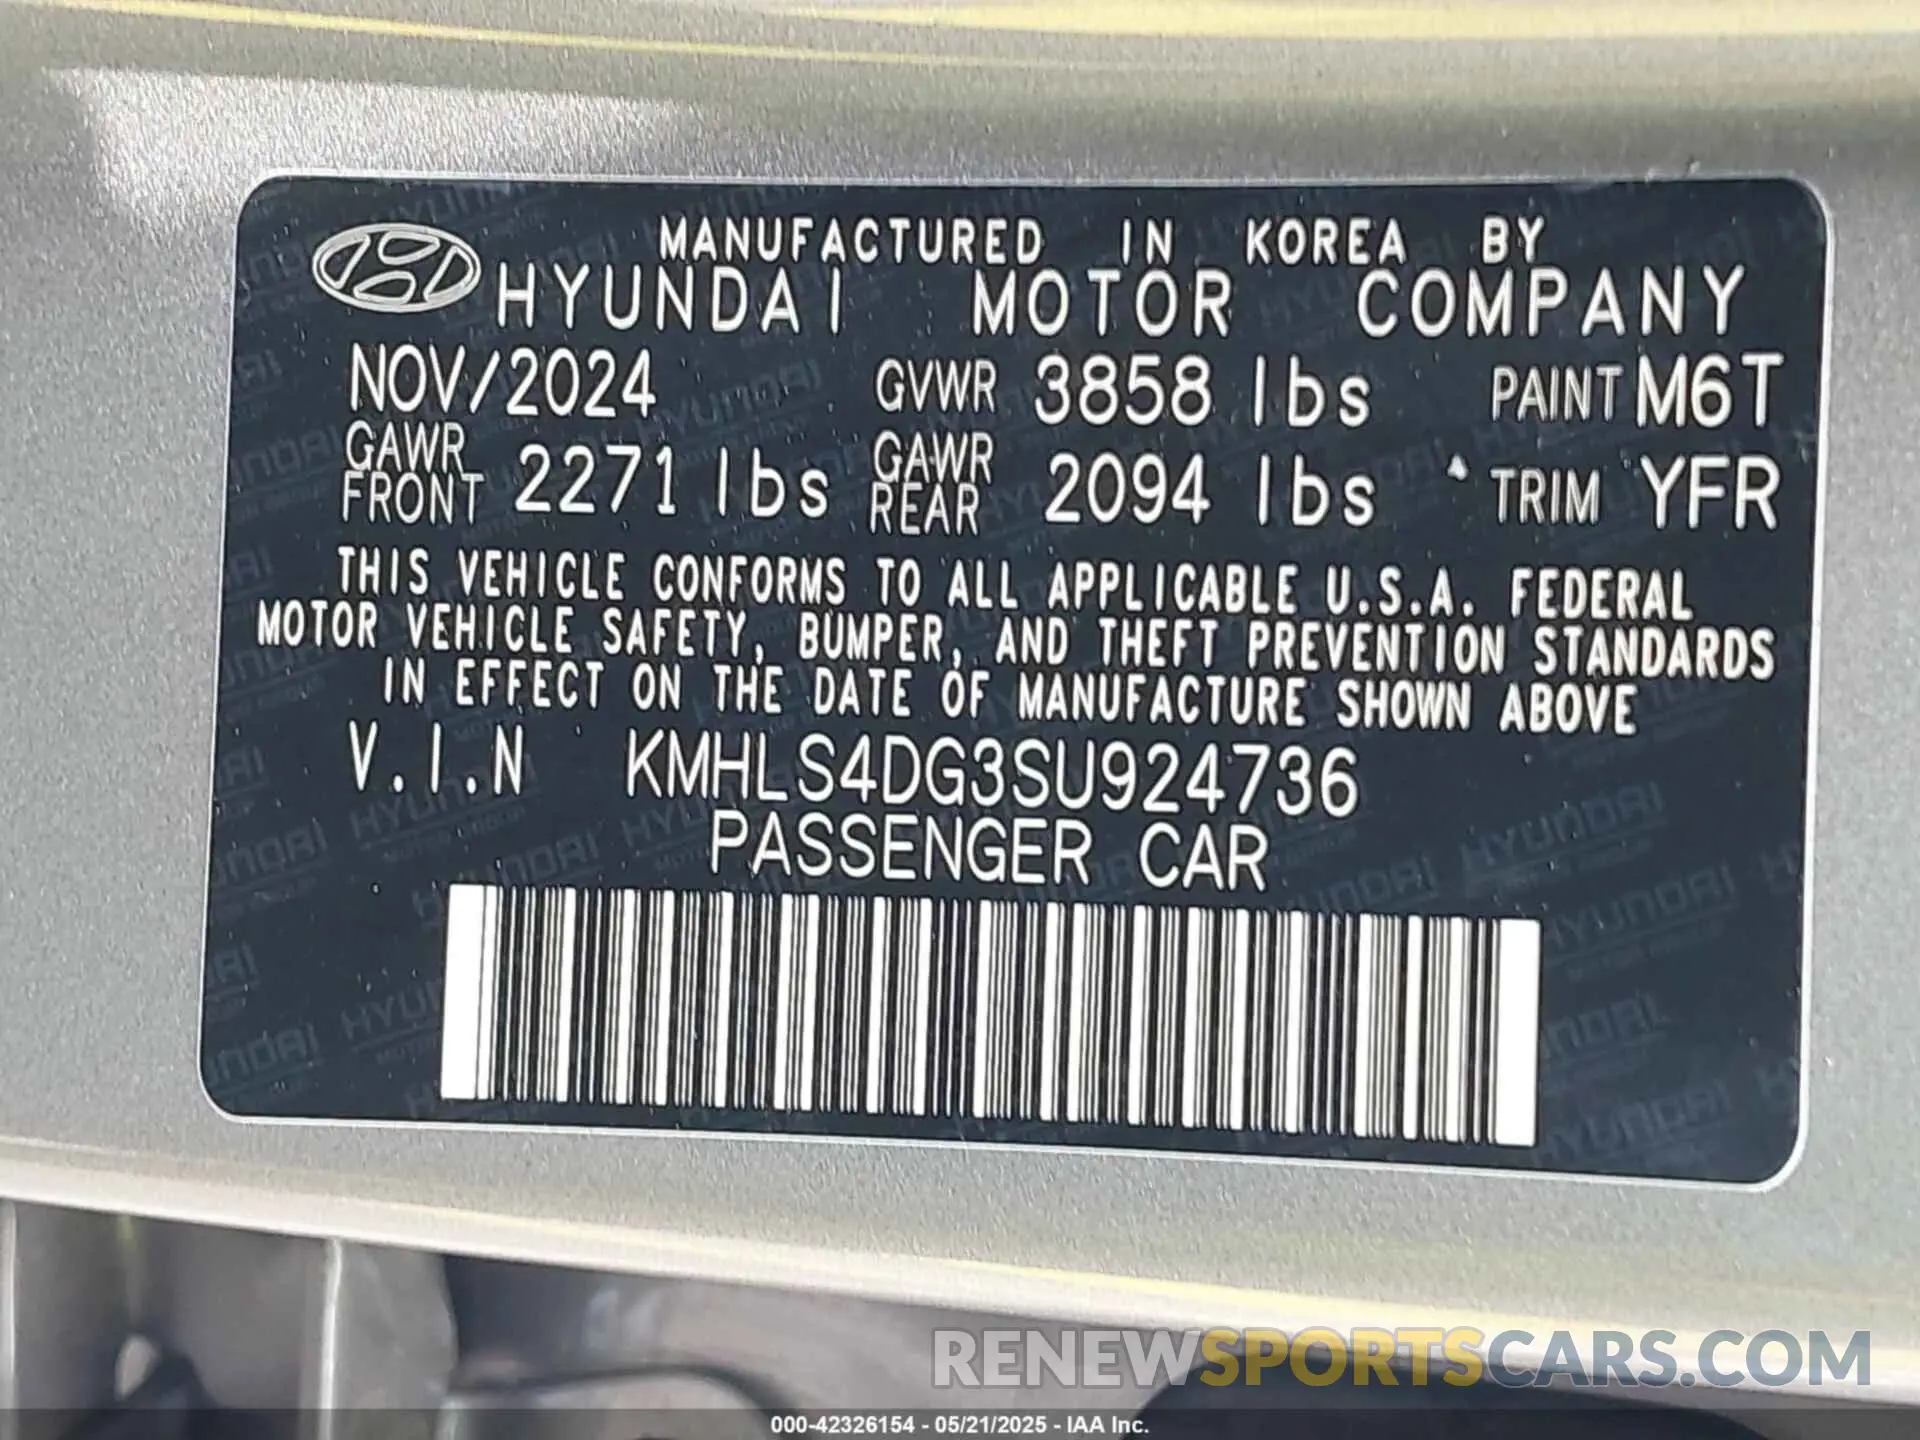 MANUFACTURED IN KOREA BY
HYUNDAI MOTOR COMPANY
NOV/2024 GVWR 3858 lbs PAINT M6T
GAWR FRONT 2271 lbs GAWR REAR 2094 lbs TRIM YFR
THIS VEHICLE CONFORMS TO ALL APPLICABLE U.S.A. FEDERAL
MOTOR VEHICLE SAFETY, BUMPER, AND THEFT PREVENTION STANDARDS
IN EFFECT ON THE DATE OF MANUFACTURE SHOWN ABOVE
V.I.N KMHLS4DG3SU924736
PASSENGER CAR
RENEWSPORTSCARS.COM
000-42326154 - 05/21/2025 - IAA Inc.